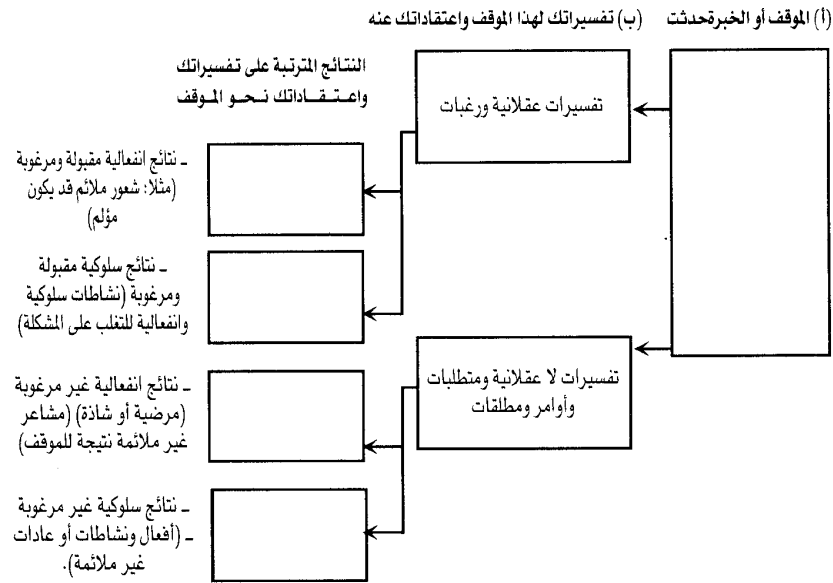 (أ) الموقف أو الخبرةحدثت
(ب) تفسيراتك لهذا الموقف واعتقاداتك عنه
النتائج المترتبة على تفسيراتك
واعـتـقـاداتك نـحـو المـوقف
تفسيرات عقلانية ورغبات
ـ نتائج انفعالية مقبولة ومرغوبة
(مثلا: شعور ملائم قد يكون
مؤلم)
ـ نتائج سلوكية مقبولة
ومرغوبة (نشاطات سلوكية
وانفعالية للتغلب على المشكلة)
تفسيرات لا عقلانية ومتطلبات
وأوامر ومطلقات
ـ نتائج انفعالية غير مرغوبة
(مرضية أو شاذة) (مشاعر
غير ملائمة نتيجة للموقف)
ـ نتائج سلوكية غير مرغوبة
ـ (أفعال ونشاطات أو عادات
غير ملائمة).